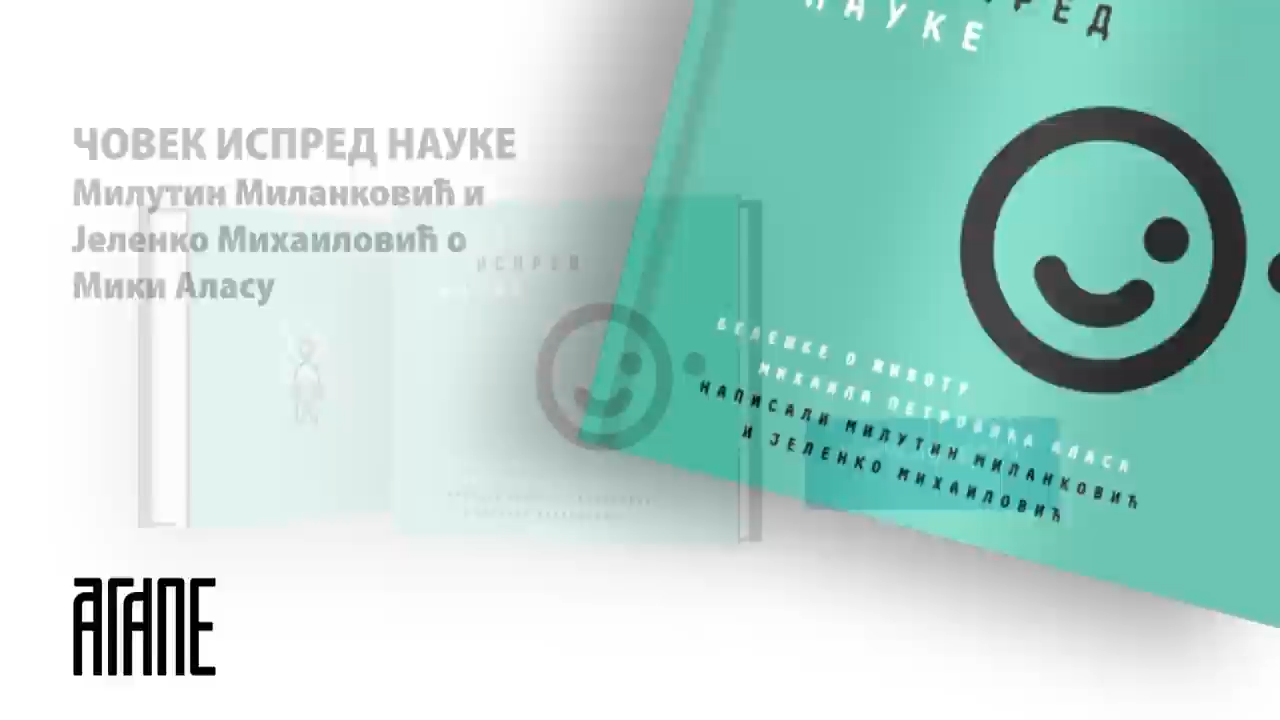 ЧОВЕК ИСПРЕД НАУКЕ
Милутин Миланковић и
Јеленко Михаиловић о
Мики Аласу
НАУКЕ
ИСПРЕД
БЕЛЕШКЕ О ЖИВОТУ
МИХАИЛА ПЕТРОВИЋА АЛАСА
НАПИСАЛИ МИЛУТИН МИЛАНКОВИЋ
И ЈЕЛЕНКО МИХАИЛОВИЋ
АГАПЕ